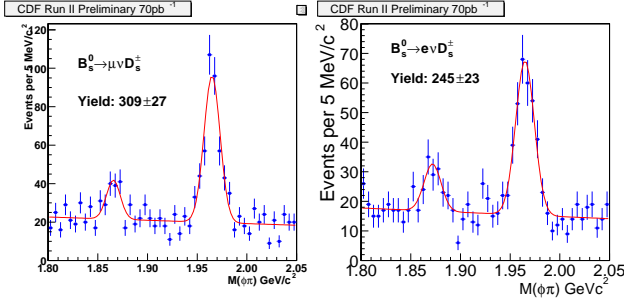 CDF Run II Preliminary 70pb⁻¹
Events per 5 MeV/c²
B⁰ₛ→μνD±ₛ
Yield: 309±27
120
100
80
60
40
20
0
1.80 1.85 1.90 1.95 2.00 2.05
M(ϕπ) GeV/c²
CDF Run II Preliminary 70pb⁻¹
Events per 5 MeV/c²
B⁰ₛ→eνD±ₛ
Yield: 245±23
80
70
60
50
40
30
20
10
0
1.80 1.85 1.90 1.95 2.00 2.05
M(ϕπ) GeV/c²